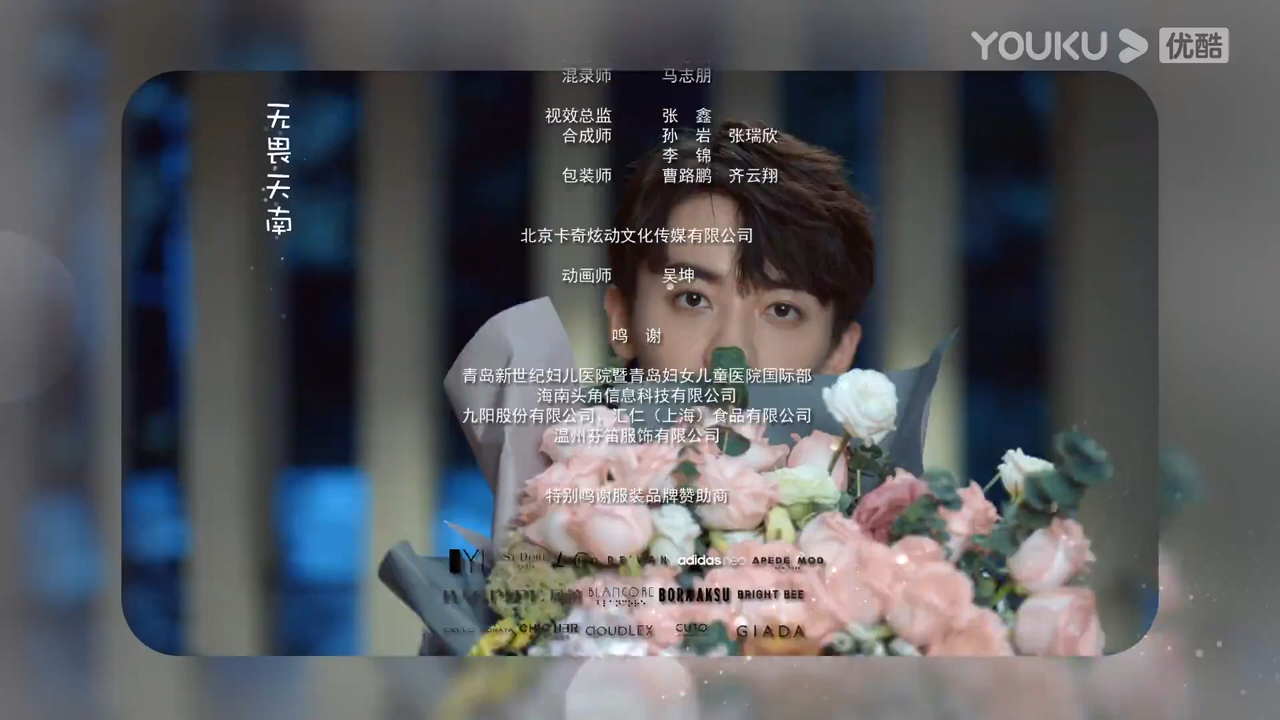 YOUKU 优酷
无畏天南
混录师 马志朋
视效总监 张 鑫
合成师 孙 岩 张瑞欣
李 锦
包装师 曹路鹏 齐云翔
北京卡奇炫动文化传媒有限公司
动画师 吴坤
鸣 谢
青岛新世纪妇儿医院暨青岛妇女儿童医院国际部
海南头角信息科技有限公司
九阳股份有限公司、汇仁（上海）食品有限公司
温州芬笛服饰有限公司
特别鸣谢服装品牌赞助商
adidas neo APEDE MOD
BLANCORE BORMAKSU BRIGHT BEE
CHICHER doUBLEX CUTO GIADA